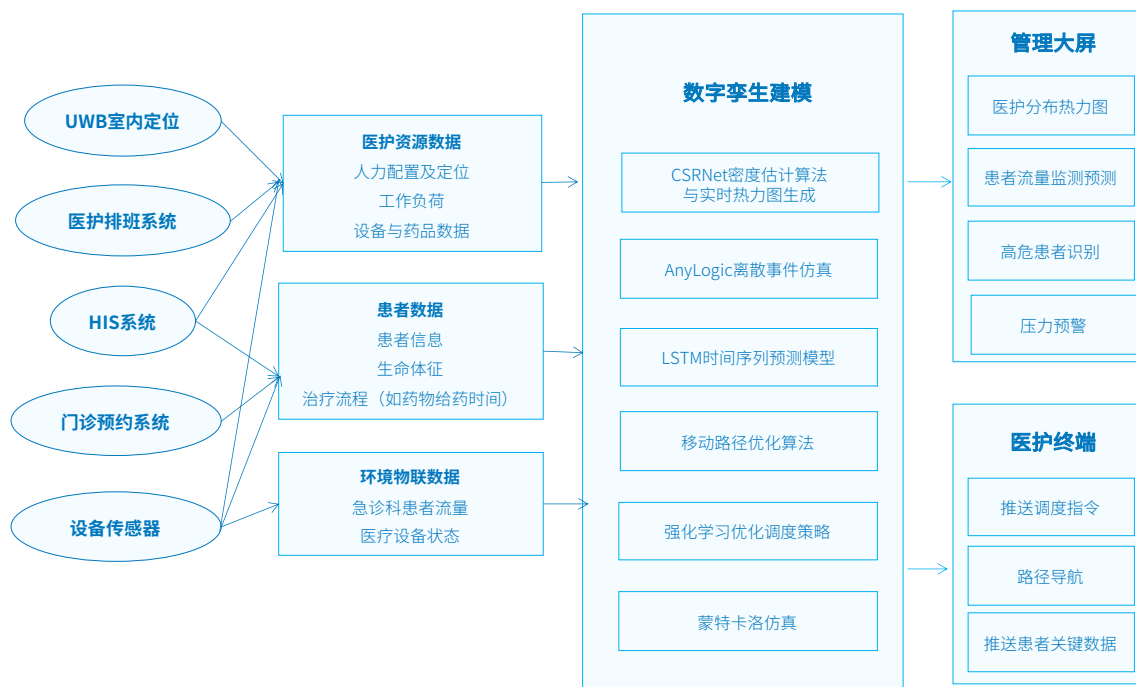 UWB室内定位
医护排班系统
HIS系统
门诊预约系统
设备传感器
医护资源数据
人力配置及定位
工作负荷
设备与药品数据
患者数据
患者信息
生命体征
治疗流程（如药物给药时间）
环境物联数据
急诊科患者流量
医疗设备状态
数字孪生建模
CSRNet密度估计算法
与实时热力图生成
AnyLogic离散事件仿真
LSTM时间序列预测模型
移动路径优化算法
强化学习优化调度策略
蒙特卡洛仿真
管理大屏
医护分布热力图
患者流量监测预测
高危患者识别
压力预警
医护终端
推送调度指令
路径导航
推送患者关键数据